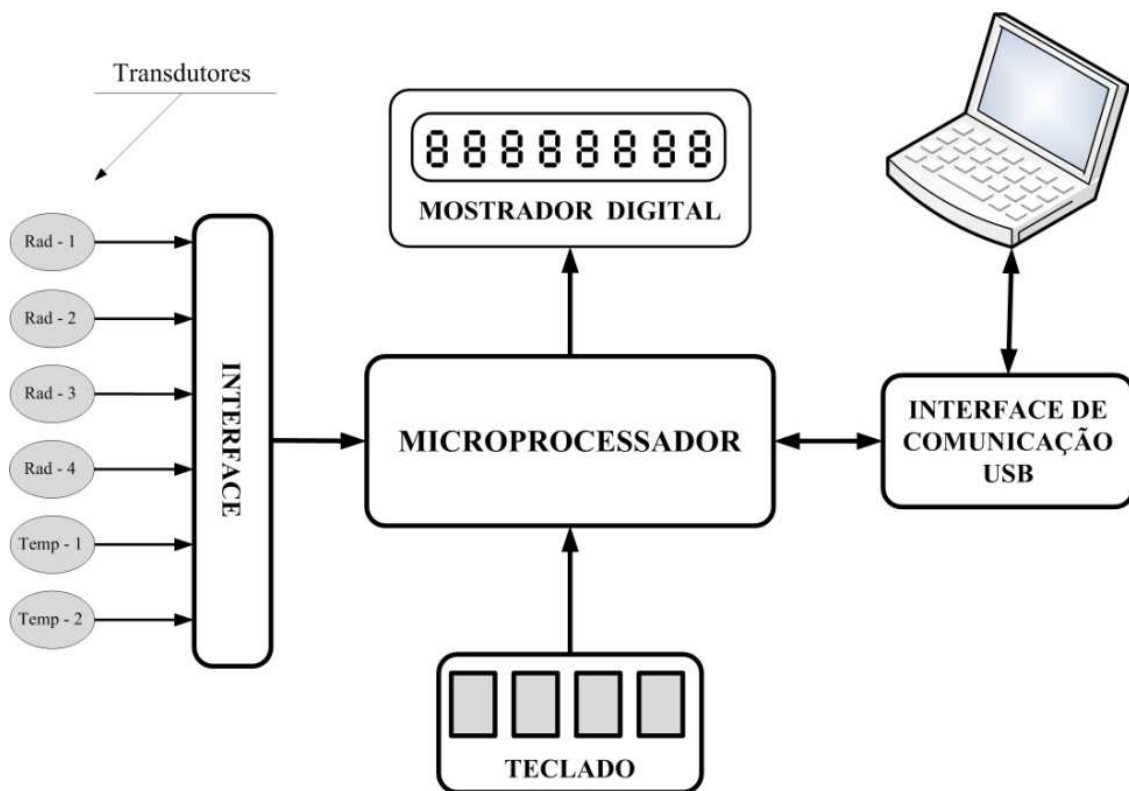 Transdutores
88888888
MOSTRADOR DIGITAL
Rad - 1
Rad - 2
Rad - 3
Rad - 4
Temp - 1
Temp - 2
INTERFACE
MICROPROCESSADOR
INTERFACE DE
COMUNICAÇÃO
USB
TECLADO